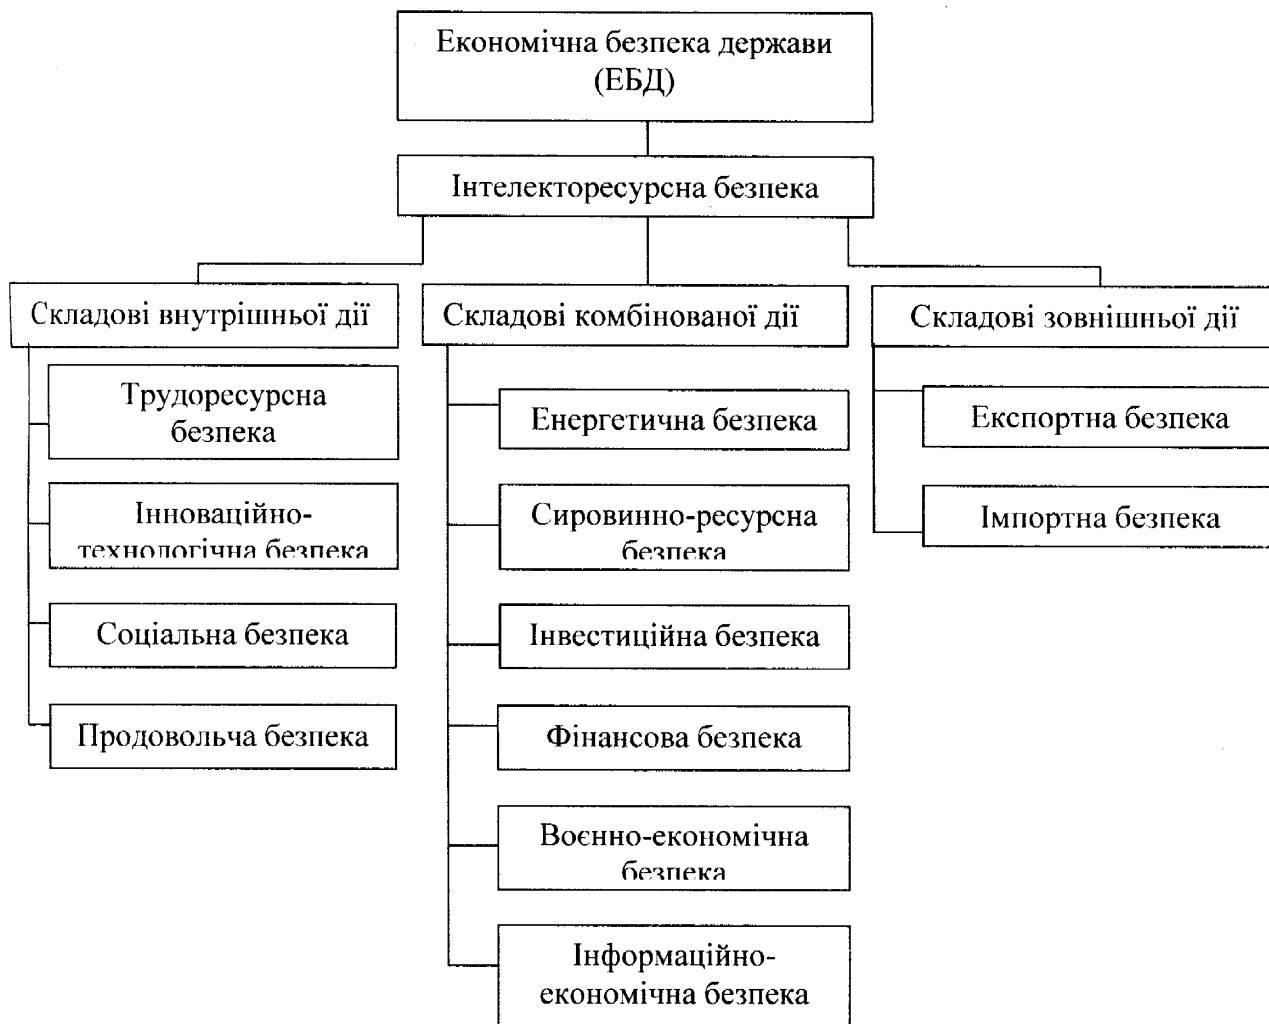 Економічна безпека держави
(ЕБД)
Інтелекторесурсна безпека
Складові внутрішньої дії
Складові комбінованої дії
Складові зовнішньої дії
Трудоресурсна
безпека
Інноваційно-
технологічна безпека
Соціальна безпека
Продовольча безпека
Енергетична безпека
Сировинно-ресурсна
безпека
Інвестиційна безпека
Фінансова безпека
Воєнно-економічна
безпека
Інформаційно-
економічна безпека
Експортна безпека
Імпортна безпека